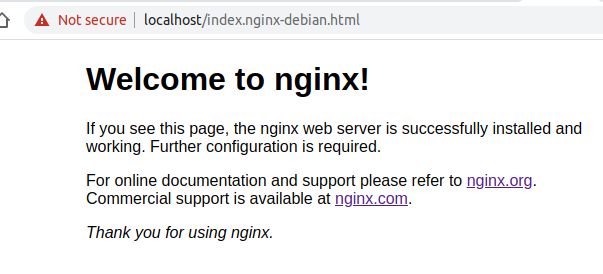 Not secure | localhost/index.nginx-debian.html
Welcome to nginx!
If you see this page, the nginx web server is successfully installed and
working. Further configuration is required.
For online documentation and support please refer to nginx.org.
Commercial support is available at nginx.com.
Thank you for using nginx.